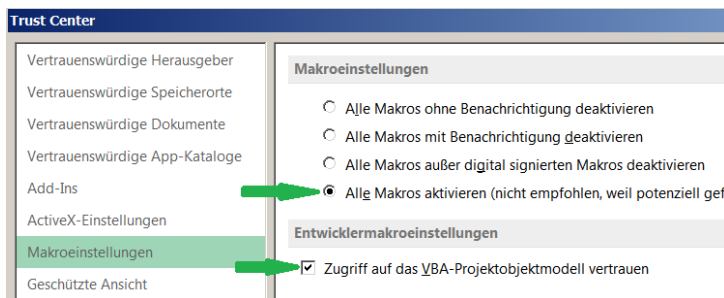 Trust Center
Vertrauenswürdige Herausgeber
Vertrauenswürdige Speicherorte
Vertrauenswürdige Dokumente
Vertrauenswürdige App-Kataloge
Add-Ins
ActiveX-Einstellungen
Makroeinstellungen
Geschützte Ansicht
Makroeinstellungen
Alle Makros ohne Benachrichtigung deaktivieren
Alle Makros mit Benachrichtigung deaktivieren
Alle Makros außer digital signierten Makros deaktivieren
Alle Makros aktivieren (nicht empfohlen, weil potenziell gef
Entwicklermakroeinstellungen
Zugriff auf das VBA-Projektobjektmodell vertrauen